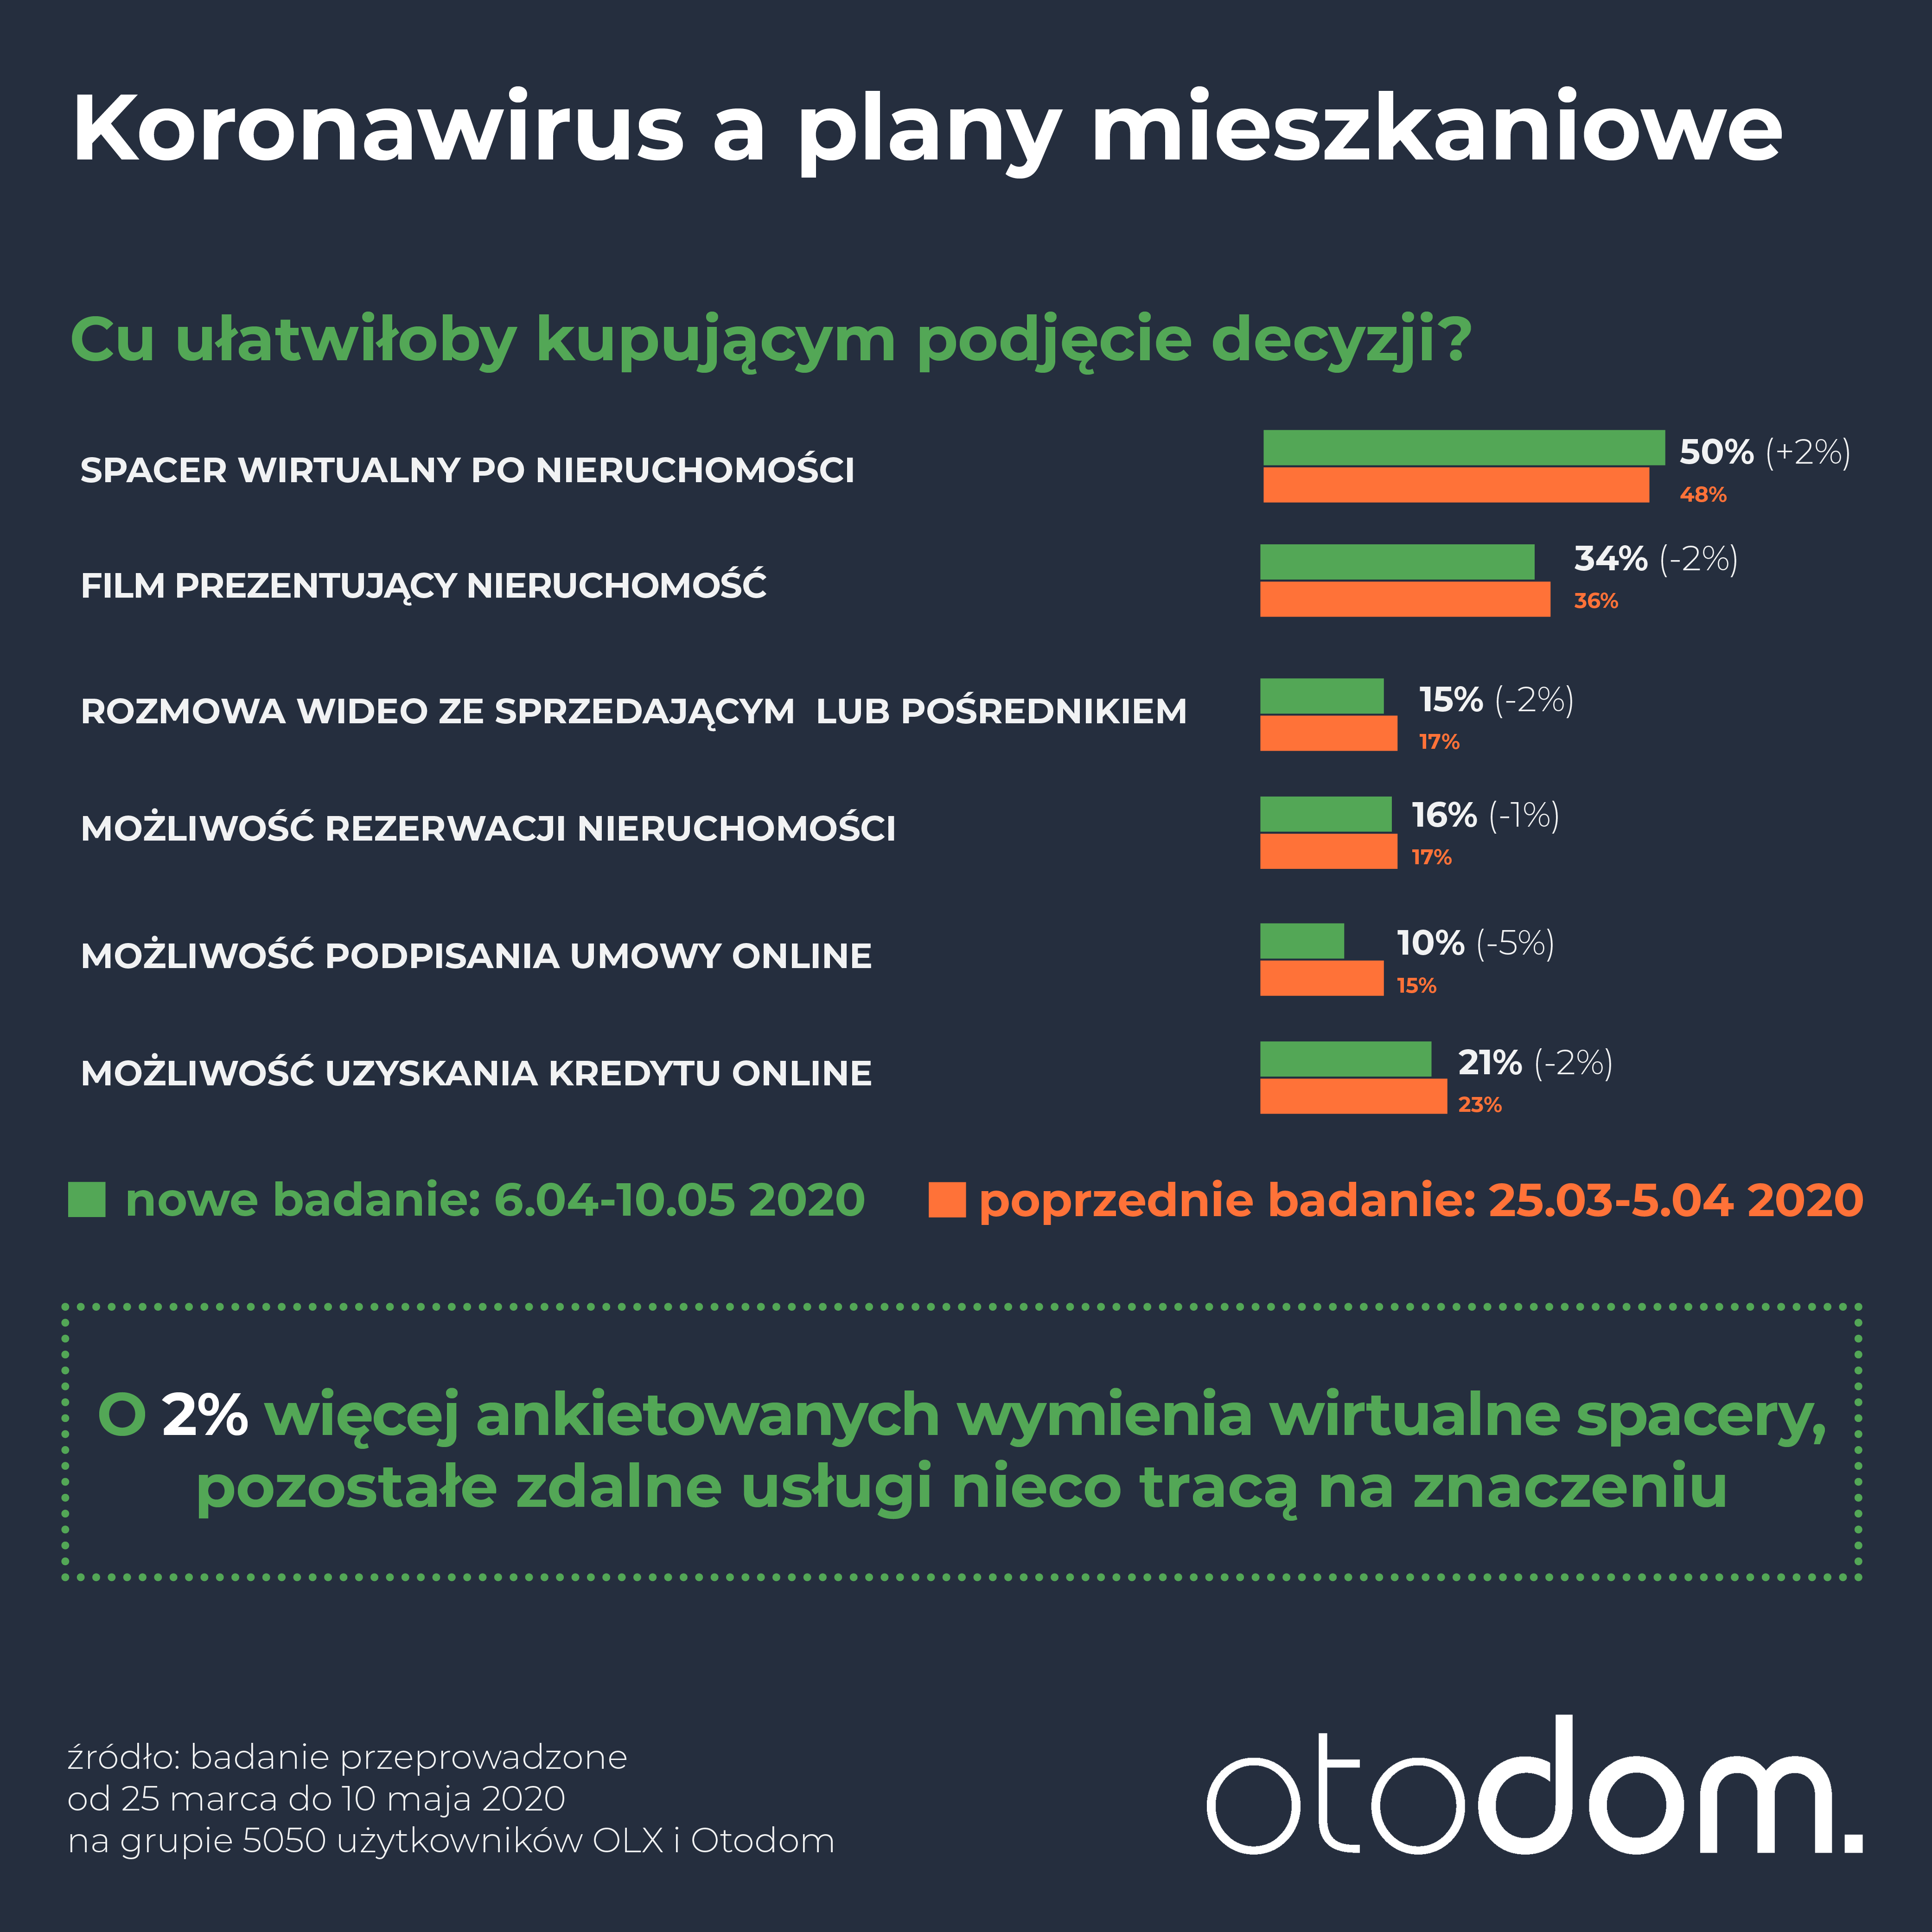 Koronawirus a plany mieszkaniowe
Cu ułatwiłoby kupującym podjęcie decyzji?
SPACER WIRTUALNY PO NIERUCHOMOŚCI
50% (+2%)
48%
FILM PREZENTUJĄCY NIERUCHOMOŚĆ
34% (-2%)
36%
ROZMOWA WIDEO ZE SPRZEDAJĄCYM LUB POŚREDNIKIEM
15% (-2%)
17%
MOŻLIWOŚĆ REZERWACJI NIERUCHOMOŚCI
16% (-1%)
17%
MOŻLIWOŚĆ PODPISANIA UMOWY ONLINE
10% (-5%)
15%
MOŻLIWOŚĆ UZYSKANIA KREDYTU ONLINE
21% (-2%)
23%
nowe badanie: 6.04-10.05 2020
poprzednie badanie: 25.03-5.04 2020
O 2% więcej ankietowanych wymienia wirtualne spacery,
pozostałe zdalne usługi nieco tracą na znaczeniu
źródło: badanie przeprowadzone
od 25 marca do 10 maja 2020
na grupie 5050 użytkowników OLX i Otodom
otodom.